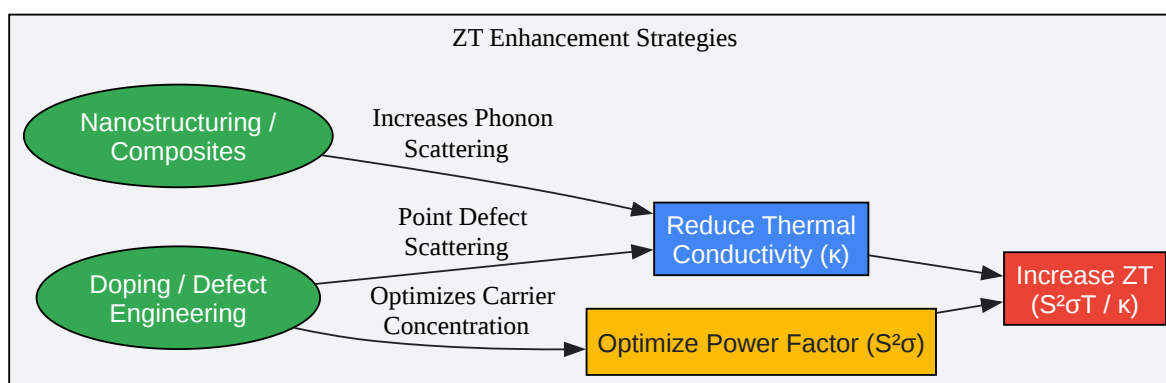 ZT Enhancement Strategies
Nanostructuring /
Composites
Increases Phonon
Scattering
Point Defect
Scattering
Doping / Defect
Engineering
Optimizes Carrier
Concentration
Reduce Thermal
Conductivity (κ)
Optimize Power Factor (S²σ)
Increase ZT
(S²σT / κ)